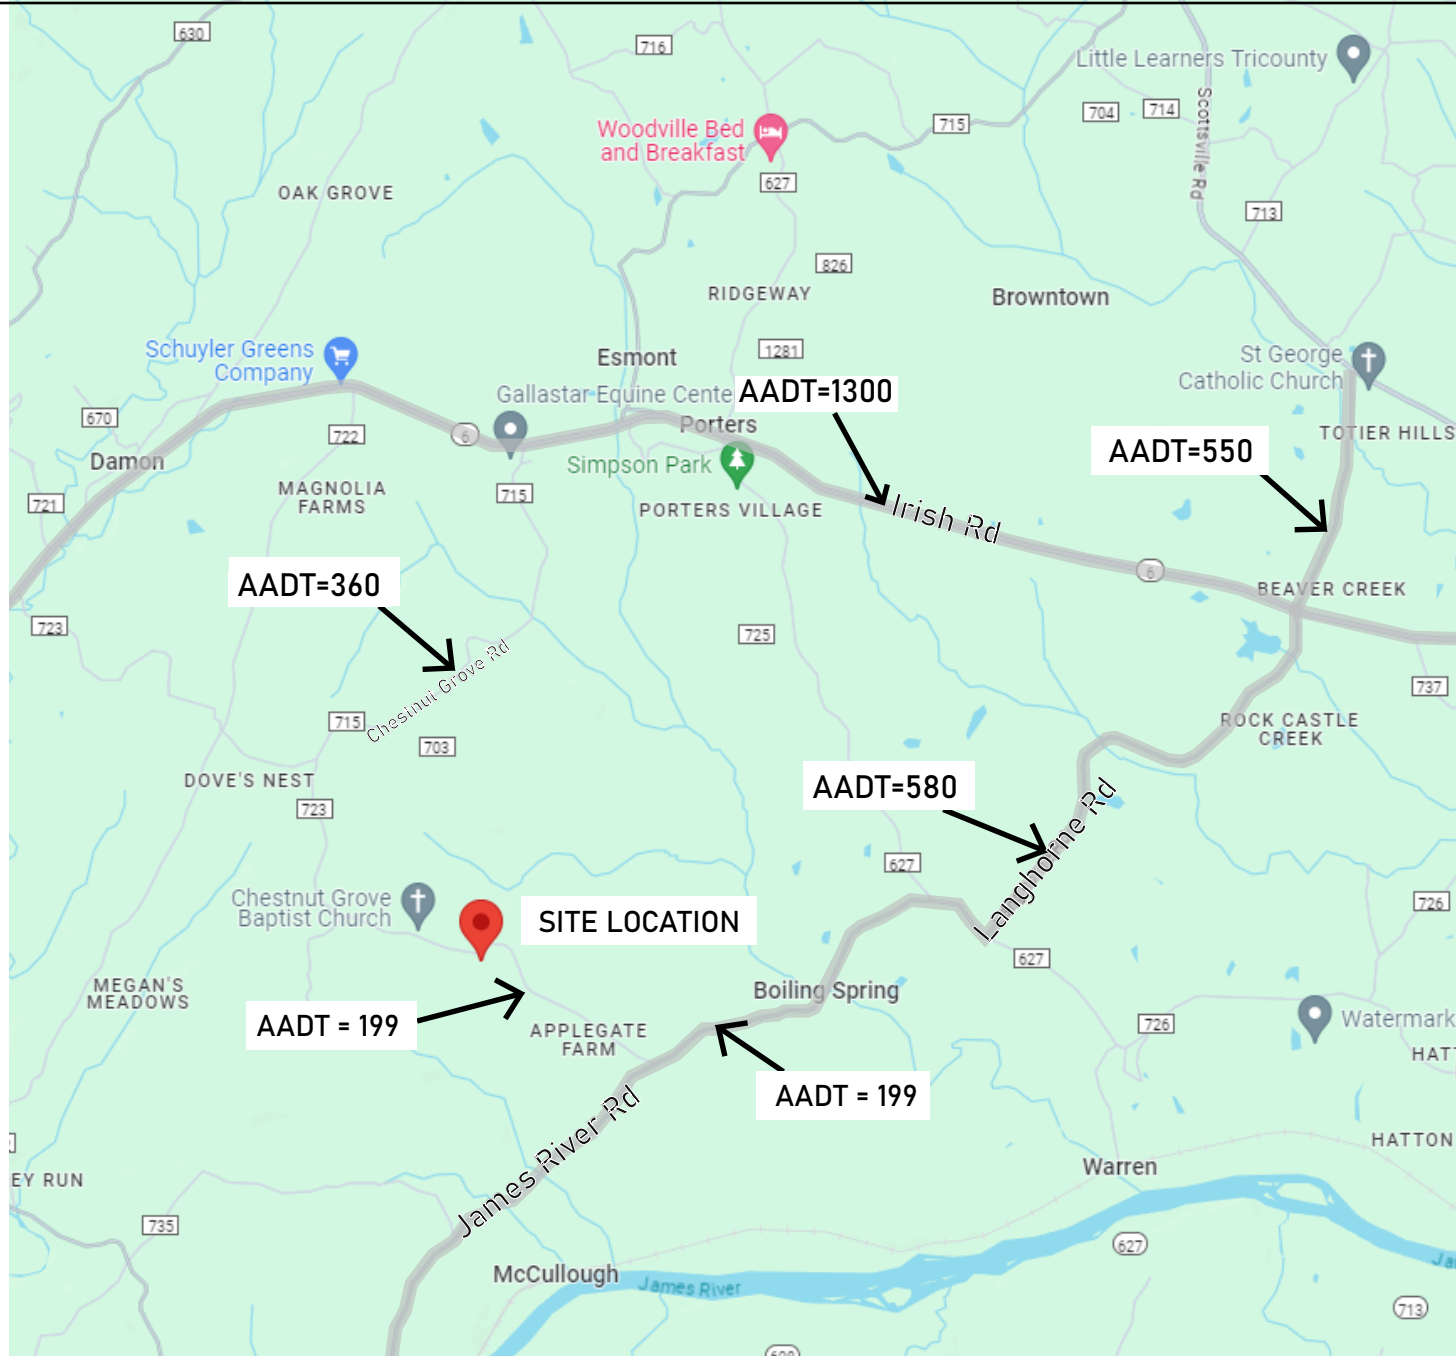 630
716
Little Learners Tricounty
704
714
715
Scottsville Rd
Woodville Bed
and Breakfast
627
OAK GROVE
713
826
RIDGEWAY
Browntown
Schuyler Greens
Company
Esmont
1281
St George
Catholic Church
Gallastar Equine Cente
AADT=1300
670
722
6
Porters
TOTIER HILLS
Damon
Simpson Park
AADT=550
721
MAGNOLIA
FARMS
715
PORTERS VILLAGE
Irish Rd
AADT=360
6
BEAVER CREEK
723
725
Chesinui Grove Rd
737
715
703
ROCK CASTLE
CREEK
DOVE'S NEST
AADT=580
723
Langhorne Rd
627
Chestnut Grove
Baptist Church
SITE LOCATION
726
627
MEGAN'S
MEADOWS
Boiling Spring
AADT = 199
APPLEGATE
FARM
726
Watermark
HAT
AADT = 199
James River Rd
HATTON
EY RUN
Warren
735
627
McCullough
James River
Ja
713